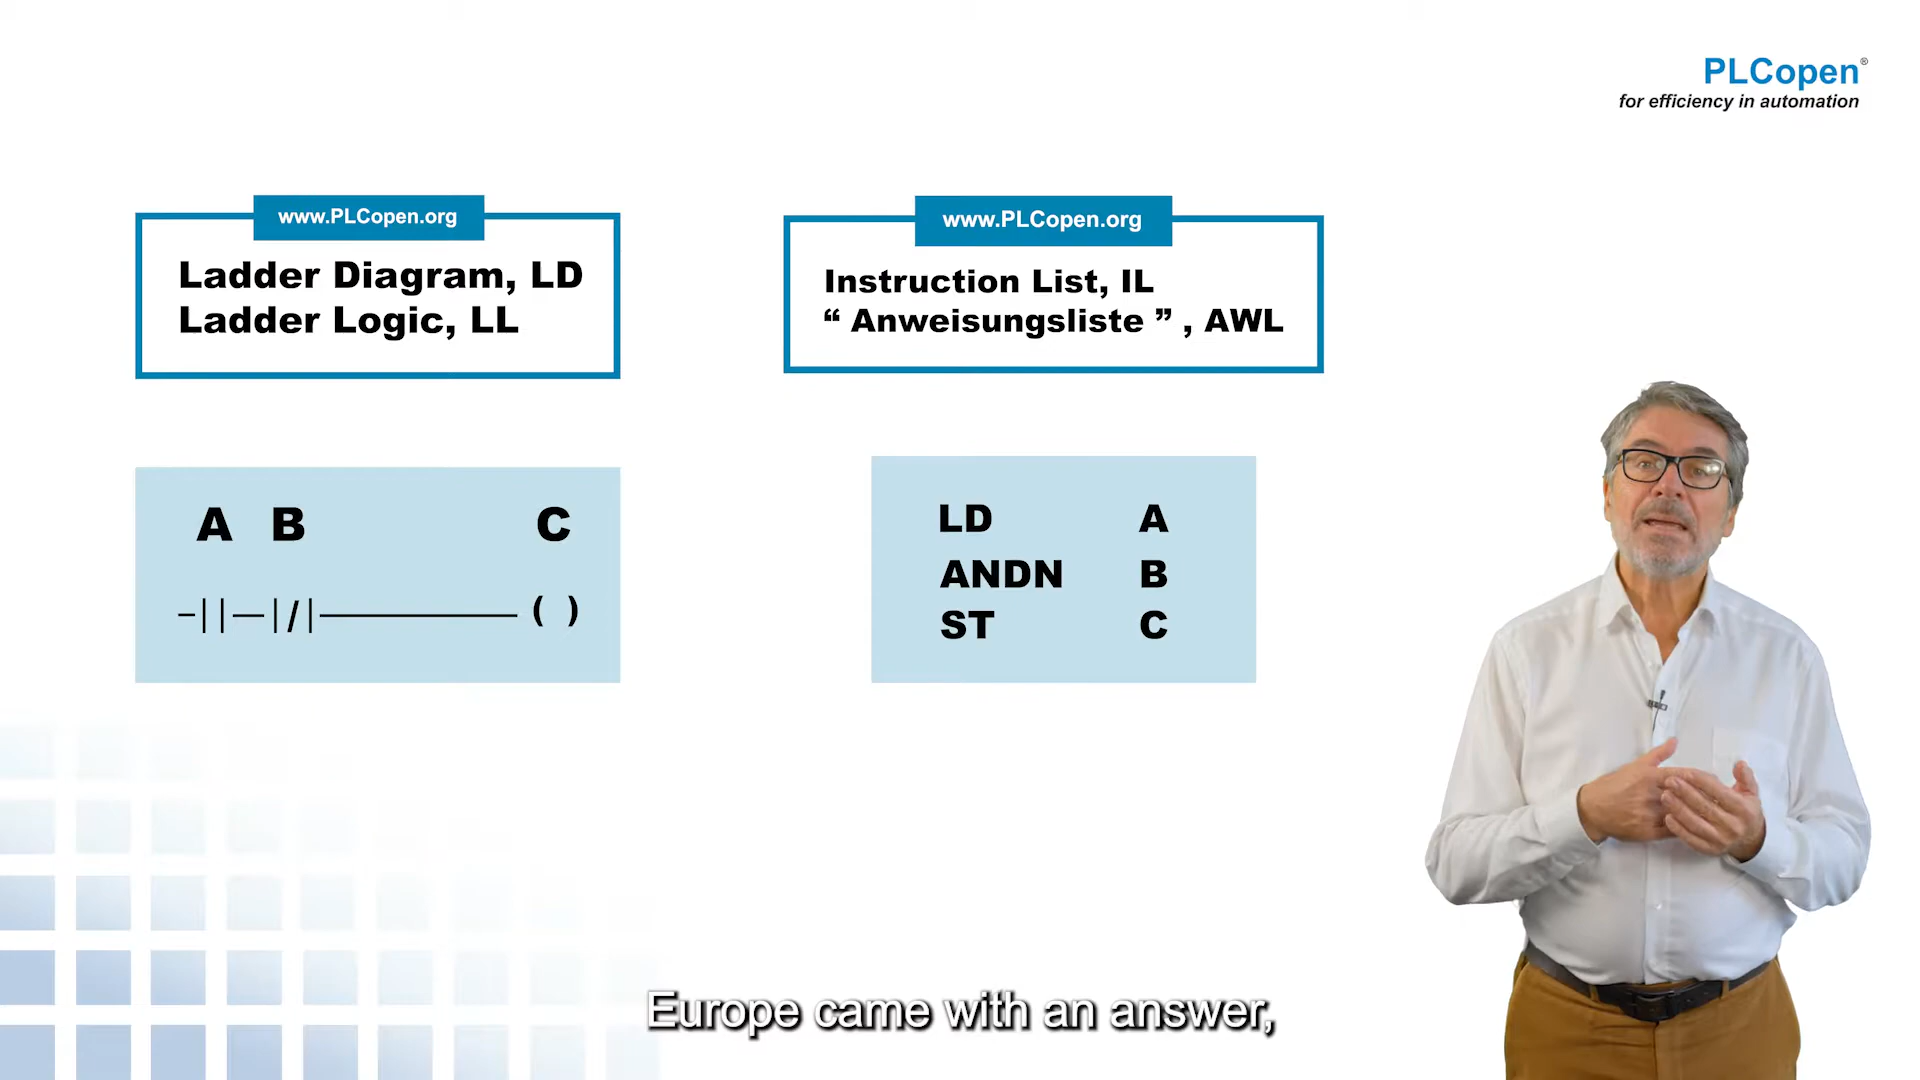 PLCopen®
for efficiency in automation
www.PLCopen.org
Ladder Diagram, LD
Ladder Logic, LL
www.PLCopen.org
Instruction List, IL
“ Anweisungsliste ” , AWL
A B C
–| |—| / |———( )
LD A
ANDN B
ST C
Europe came with an answer,